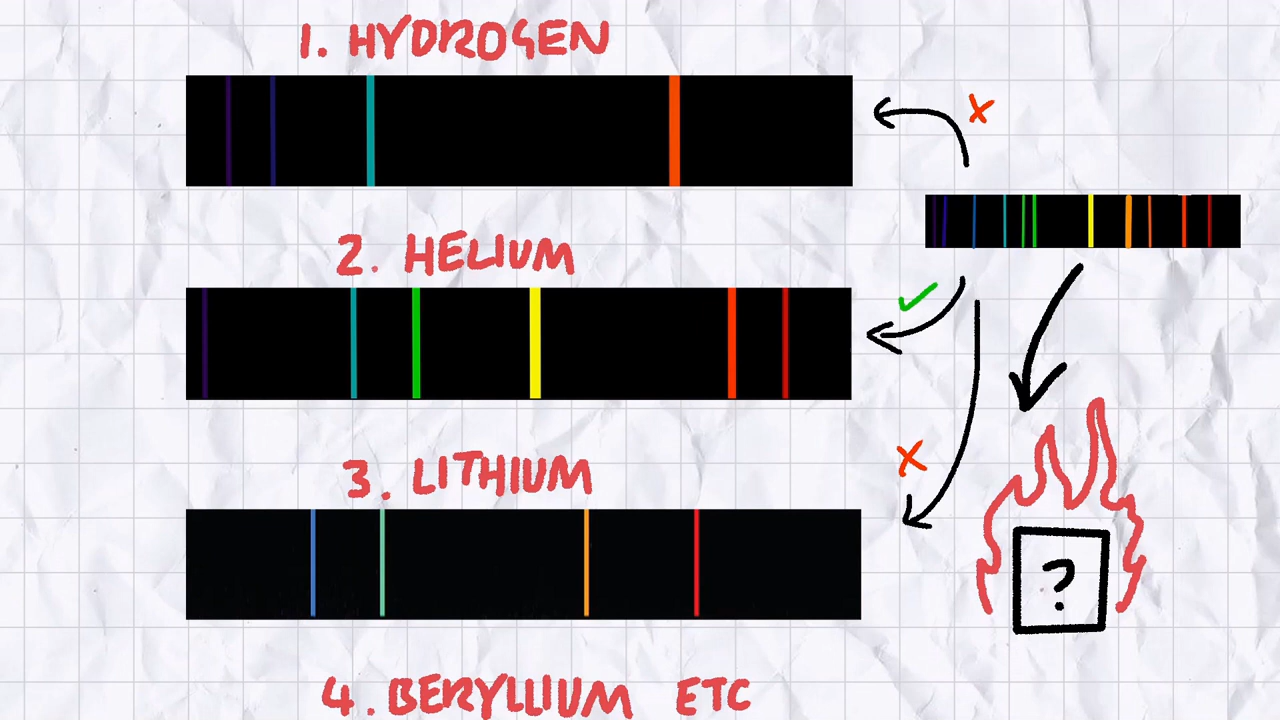 1. HYDROGEN
2. HELIUM
3. LITHIUM
?
4. BERYLLIUM ETC